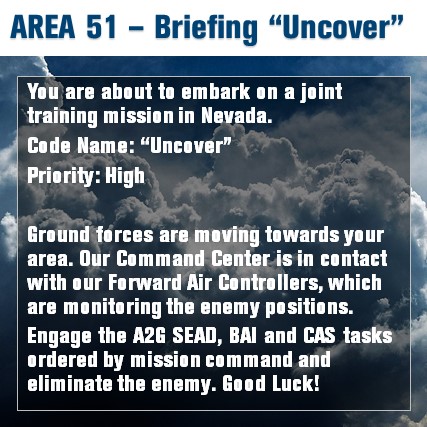 AREA 51 – Briefing “Uncover”
You are about to embark on a joint
training mission in Nevada.
Code Name: “Uncover”
Priority: High
Ground forces are moving towards your
area. Our Command Center is in contact
with our Forward Air Controllers, which
are monitoring the enemy positions.
Engage the A2G SEAD, BAI and CAS tasks
ordered by mission command and
eliminate the enemy. Good Luck!